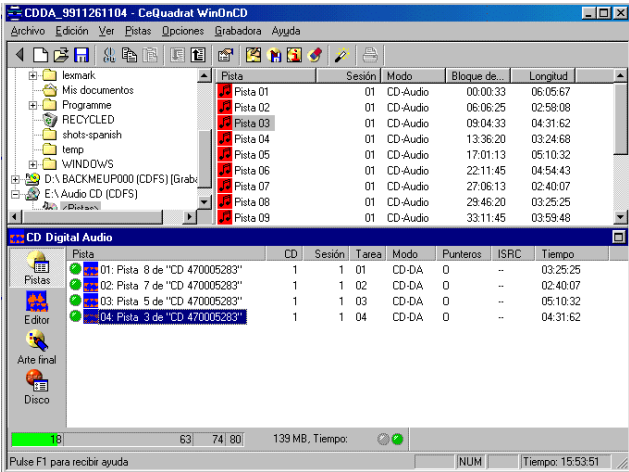 CDDA_9911261104 - CeQuadrat WinOnCD
Archivo Edición Ver Pistas Opciones Grabadora Ayuda
lexmark
Mis documentos
Programme
RECYCLED
shots-spanish
temp
WINDOWS
D:\ BACKMEUP000 (CDFS) [Graba
E:\ Audio CD (CDFS)
<Pistas>
Pista Sesión Modo Bloque de... Longitud
Pista 01 01 CD-Audio 00:00:33 06:05:67
Pista 02 01 CD-Audio 06:06:25 02:58:08
Pista 03 01 CD-Audio 09:04:33 04:31:62
Pista 04 01 CD-Audio 13:36:20 03:24:68
Pista 05 01 CD-Audio 17:01:13 05:10:32
Pista 06 01 CD-Audio 22:11:45 04:54:43
Pista 07 01 CD-Audio 27:06:13 02:40:07
Pista 08 01 CD-Audio 29:46:20 03:25:25
Pista 09 01 CD-Audio 33:11:45 03:59:48
CD Digital Audio
Pistas
Editor
Arte final
Disco
Pista CD Sesión Tarea Modo Punteros ISRC Tiempo
01: Pista 8 de "CD 470005283" 1 1 01 CD-DA 0 -- 03:25:25
02: Pista 7 de "CD 470005283" 1 1 02 CD-DA 0 -- 02:40:07
03: Pista 5 de "CD 470005283" 1 1 03 CD-DA 0 -- 05:10:32
04: Pista 3 de "CD 470005283" 1 1 04 CD-DA 0 -- 04:31:62
18 63 74 80 139 MB, Tiempo:
Pulse F1 para recibir ayuda NUM Tiempo: 15:53:51